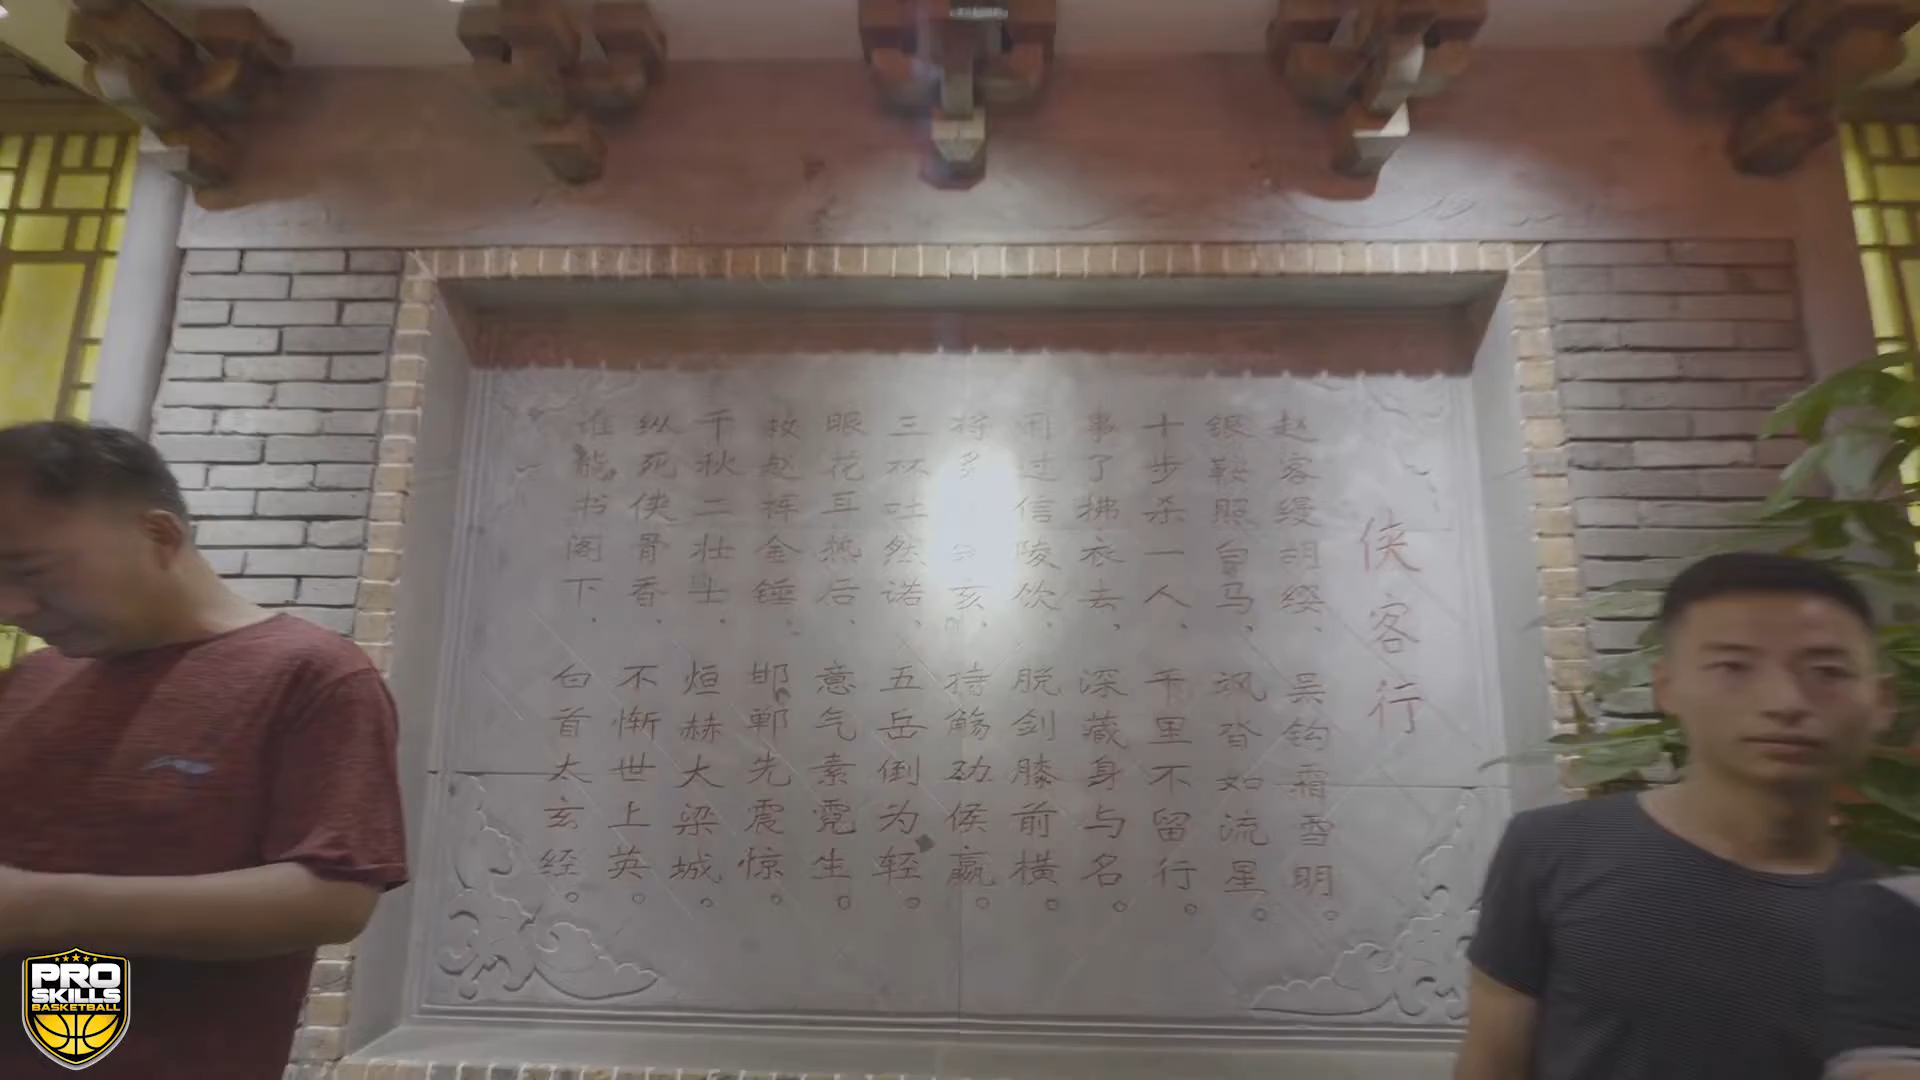 侠客行
赵客缦胡缨、吴钩霜雪明。
银鞍照白马、飒沓如流星。
十步杀一人、千里不留行。
事了拂衣去、深藏身与名。
闲过信陵饮、脱剑膝前横。
将亥、持觞劝侯嬴。
三杯吐然诺、五岳倒为轻。
眼花耳热后、意气素霓生。
救赵挥金锤、邯郸先震惊。
千秋二壮士、烜赫大梁城。
纵死侠骨香、不惭世上英。
谁能书阁下、白首太玄经。
PRO
SKILLS
BASKETBALL